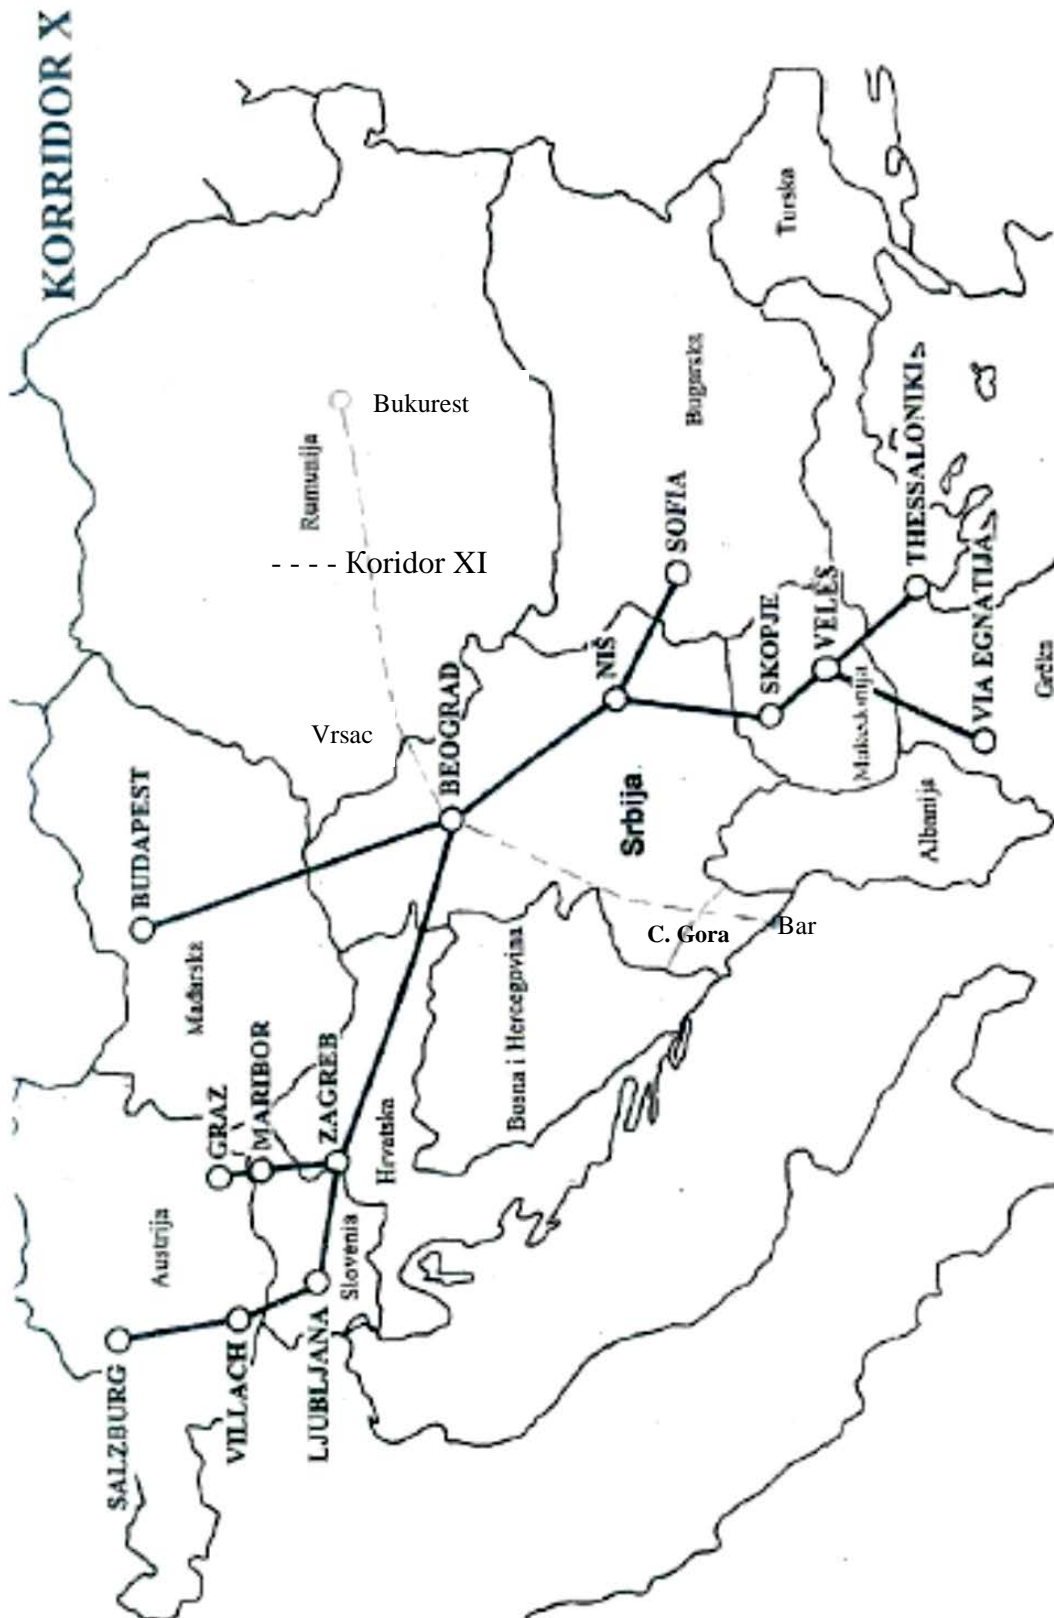 KORRIDOR X
SALZBURG
Austrija
GRAZ
MARIBOR
VILLACH
LJUBLJANA
Slovenia
ZAGREB
Hrvatska
BUDAPEST
Mađarska
Rumunija
Bukurest
- - - - Koridor XI
Vrsac
BEOGRAD
Srbija
Bosna i Hercegovina
C. Gora
Bar
NIŠ
SOFIA
Bugarska
Turska
SKOPJE
VELES
Makedonija
Albanija
THESSALONIKI
VIA EGNATIJA
Grčka